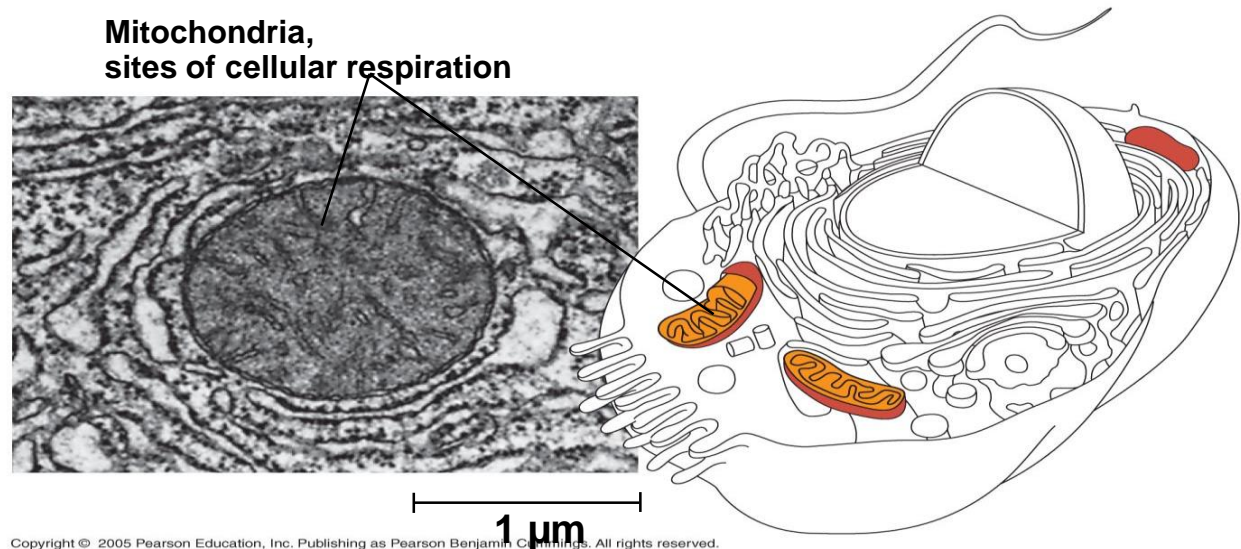 Mitochondria,
sites of cellular respiration
1 µm
Copyright © 2005 Pearson Education, Inc. Publishing as Pearson Benjamin Cummings. All rights reserved.